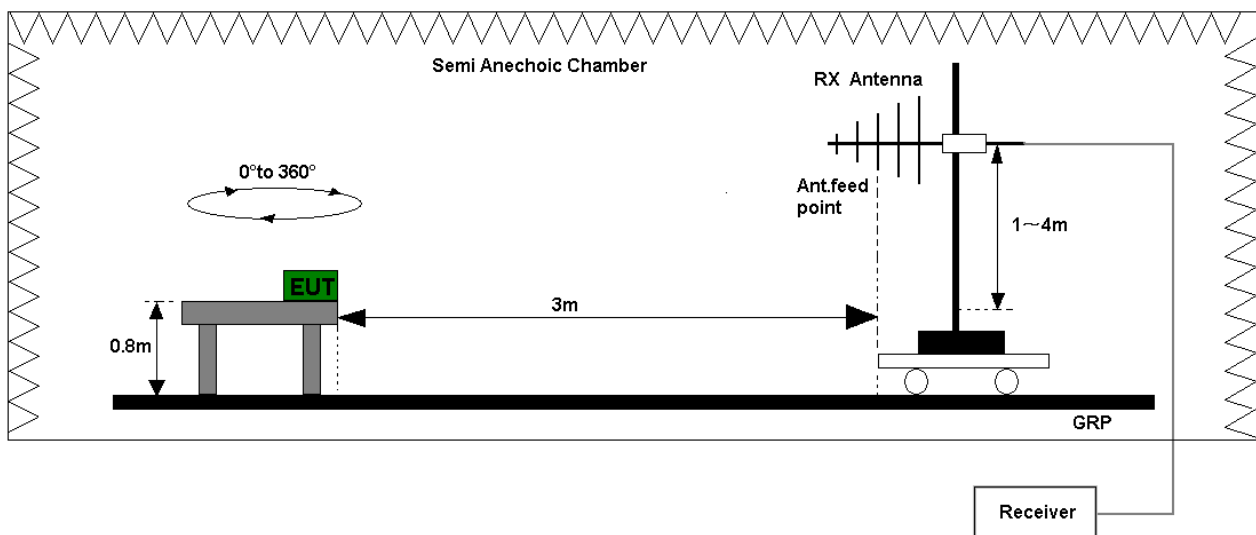 Semi Anechoic Chamber
RX Antenna
0°to 360°
Ant.feed
point
1～4m
EUT
3m
0.8m
GRP
Receiver